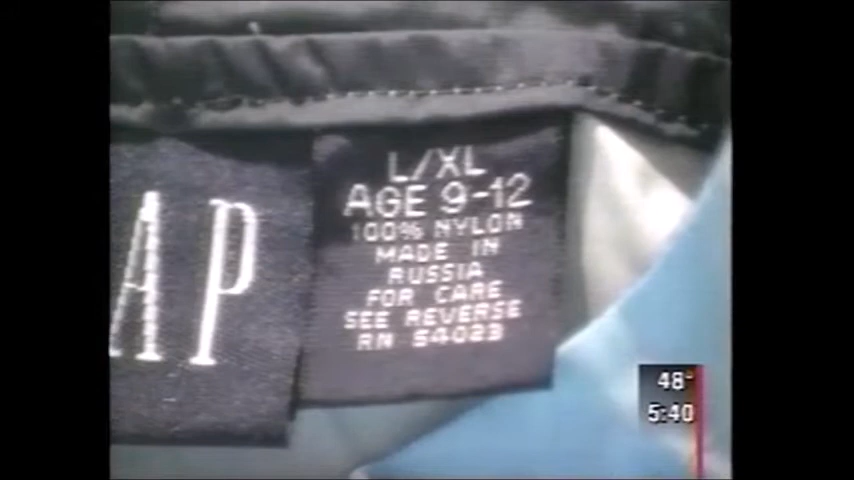 AP
L/XL
AGE 9-12
100% NYLON
MADE IN
RUSSIA
FOR CARE
SEE REVERSE
RN 54023
48°
5:40